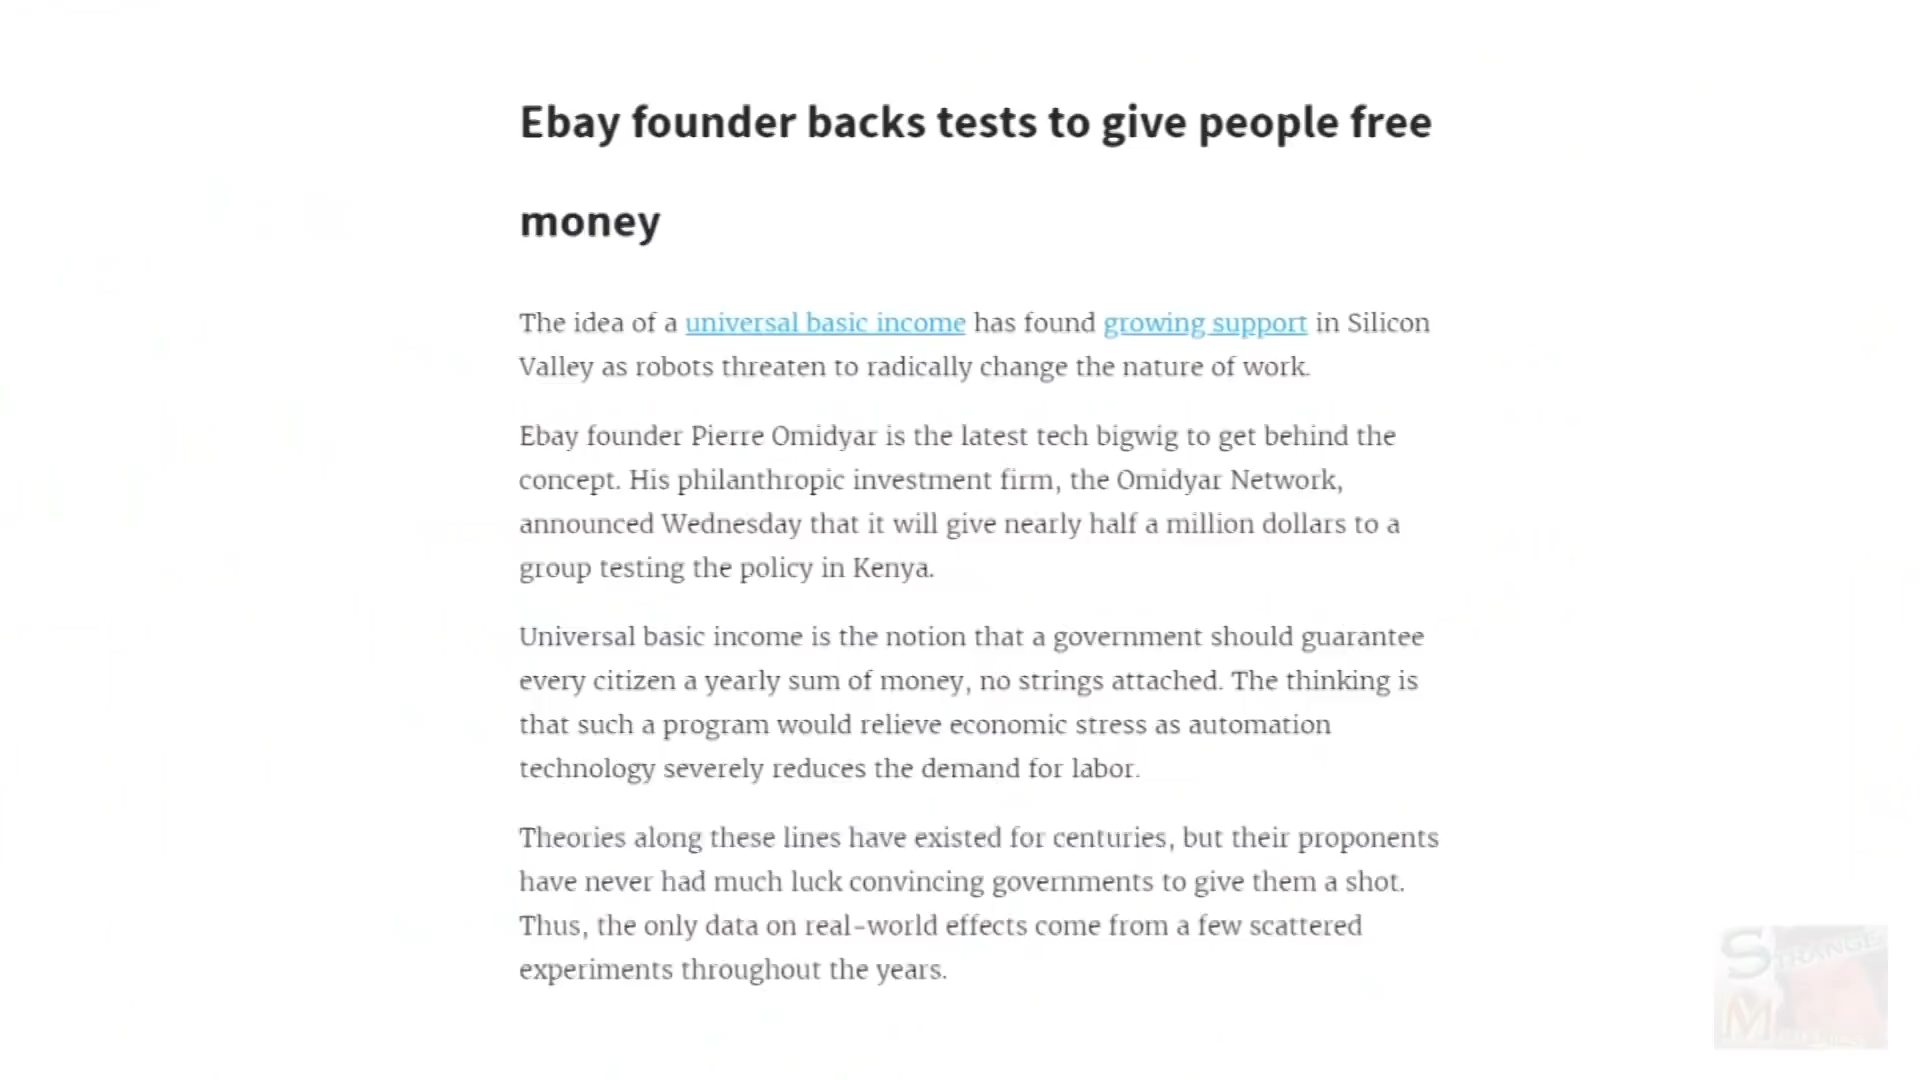 Ebay founder backs tests to give people free
money
The idea of a universal basic income has found growing support in Silicon
Valley as robots threaten to radically change the nature of work.
Ebay founder Pierre Omidyar is the latest tech bigwig to get behind the
concept. His philanthropic investment firm, the Omidyar Network,
announced Wednesday that it will give nearly half a million dollars to a
group testing the policy in Kenya.
Universal basic income is the notion that a government should guarantee
every citizen a yearly sum of money, no strings attached. The thinking is
that such a program would relieve economic stress as automation
technology severely reduces the demand for labor.
Theories along these lines have existed for centuries, but their proponents
have never had much luck convincing governments to give them a shot.
Thus, the only data on real-world effects come from a few scattered
experiments throughout the years.
STRANGE